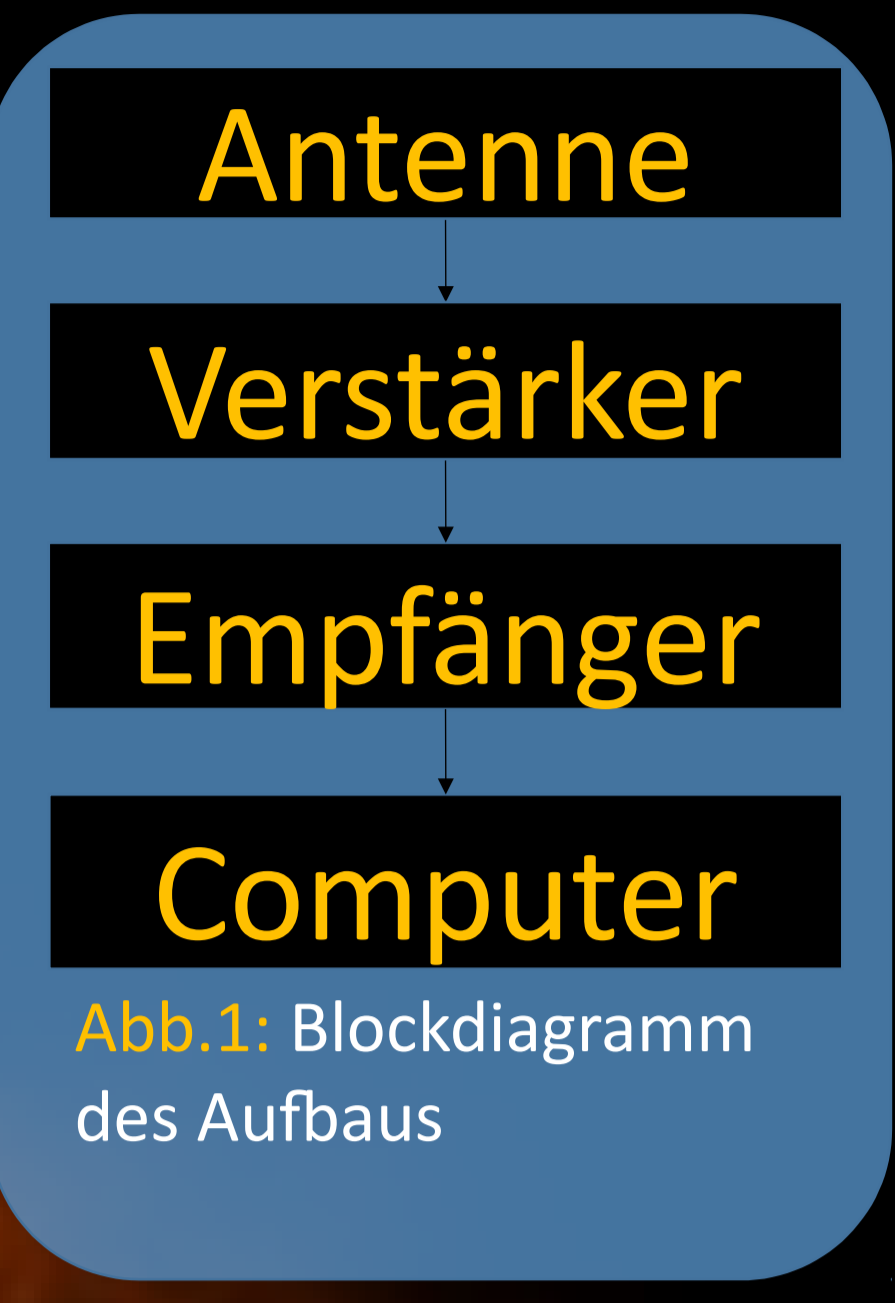 Antenne
Verstärker
Empfänger
Computer
Abb.1: Blockdiagramm
des Aufbaus